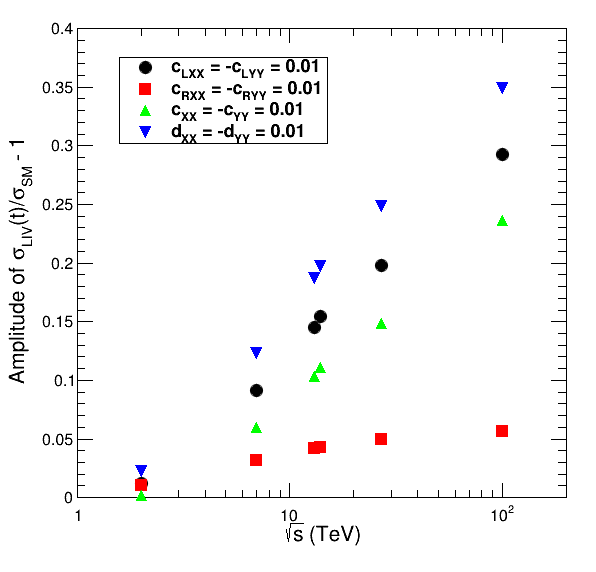 0.4
0.35
0.3
0.25
0.2
0.15
0.1
0.05
0
Amplitude of σ_LIV(t)/σ_SM - 1
c_LXX = -c_LYY = 0.01
c_RXX = -c_RYY = 0.01
c_XX = -c_YY = 0.01
d_XX = -d_YY = 0.01
1 10 10²
√s (TeV)